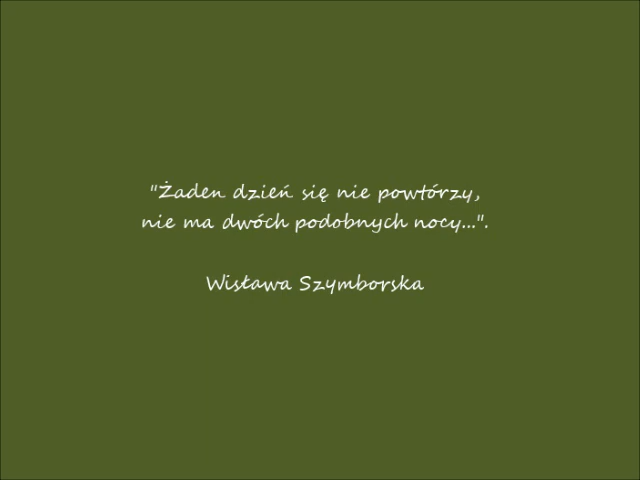 "Żaden dzień się nie powtórzy,
nie ma dwóch podobnych nocy...".
Wisława Szymborska